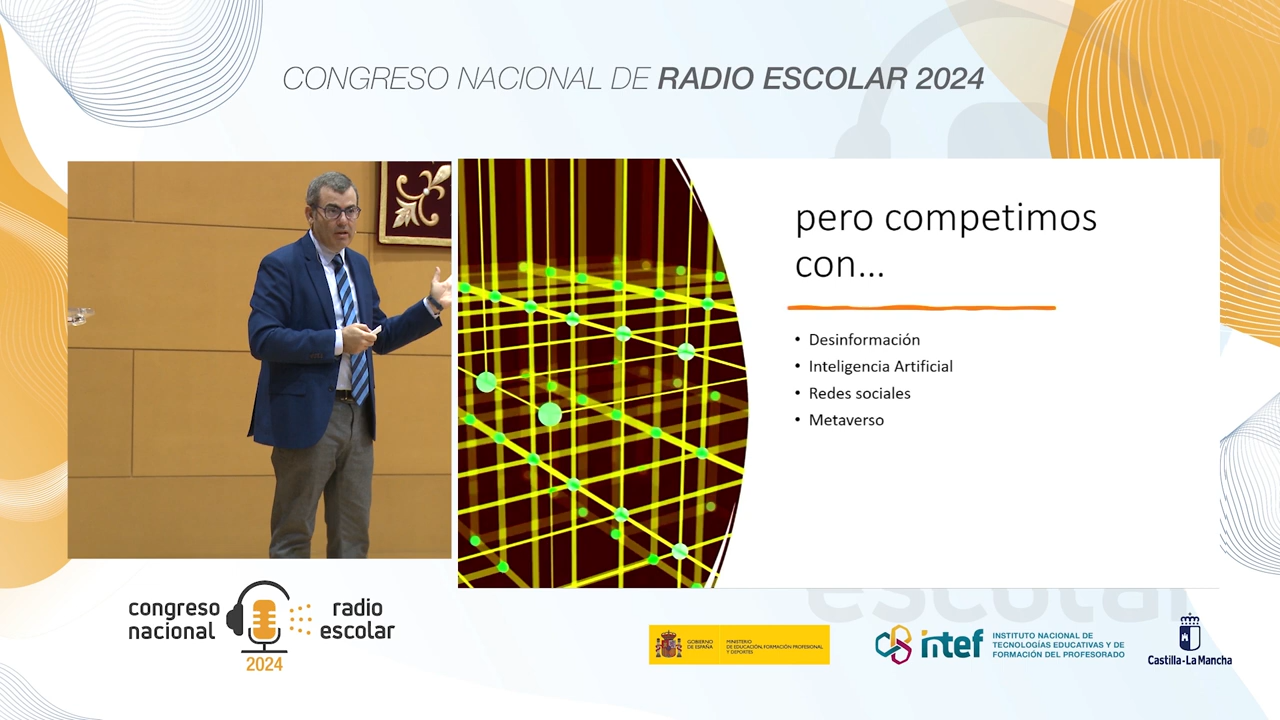 CONGRESO NACIONAL DE RADIO ESCOLAR 2024
pero competimos
con...
• Desinformación
• Inteligencia Artificial
• Redes sociales
• Metaverso
escolar
congreso
nacional
radio
escolar
2024
GOBIERNO
DE ESPAÑA
MINISTERIO
DE EDUCACIÓN, FORMACIÓN PROFESIONAL
Y DEPORTES
intef
INSTITUTO NACIONAL DE
TECNOLOGÍAS EDUCATIVAS Y DE
FORMACIÓN DEL PROFESORADO
Castilla-La Mancha